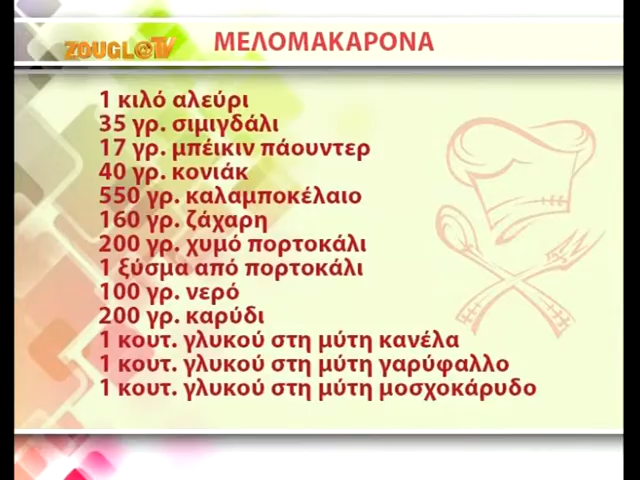 ZOUGL@TV
ΜΕΛΟΜΑΚΑΡΟΝΑ
1 κιλό αλεύρι
35 γρ. σιμιγδάλι
17 γρ. μπέικιν πάουντερ
40 γρ. κονιάκ
550 γρ. καλαμποκέλαιο
160 γρ. ζάχαρη
200 γρ. χυμό πορτοκάλι
1 ξύσμα από πορτοκάλι
100 γρ. νερό
200 γρ. καρύδι
1 κουτ. γλυκού στη μύτη κανέλα
1 κουτ. γλυκού στη μύτη γαρύφαλλο
1 κουτ. γλυκού στη μύτη μοσχοκάρυδο